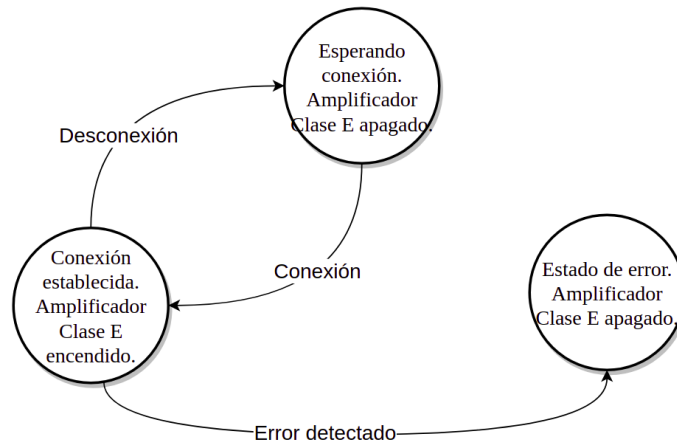 Esperando
conexión.
Amplificador
Clase E apagado.
Desconexión
Conexión
establecida.
Amplificador
Clase E
encendido.
Conexión
Estado de error.
Amplificador
Clase E apagado.
Error detectado